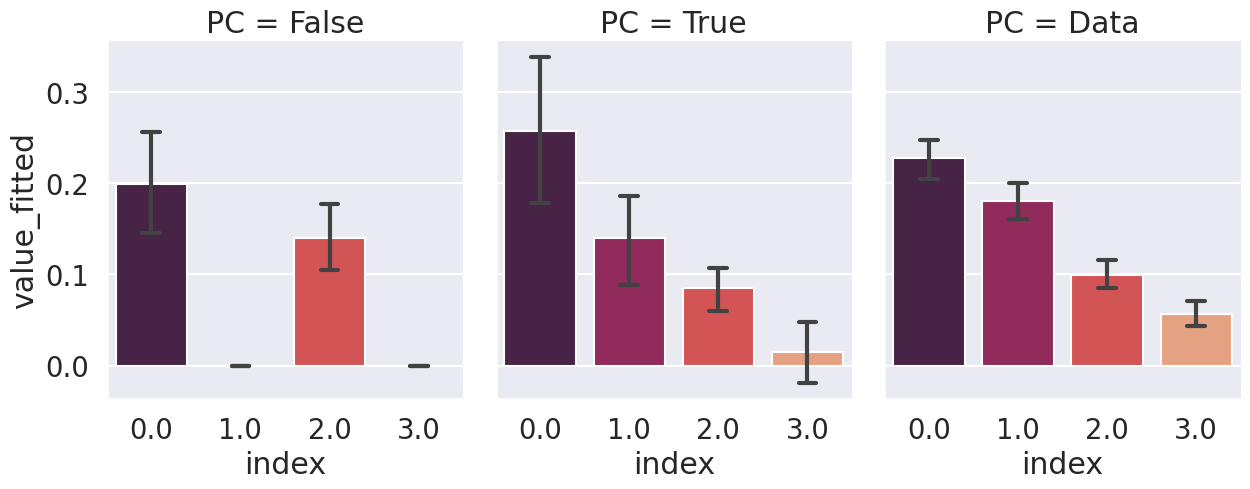 PC = False
PC = True
PC = Data
value_fitted
0.3
0.2
0.1
0.0
0.0 1.0 2.0 3.0
index
0.0 1.0 2.0 3.0
index
0.0 1.0 2.0 3.0
index